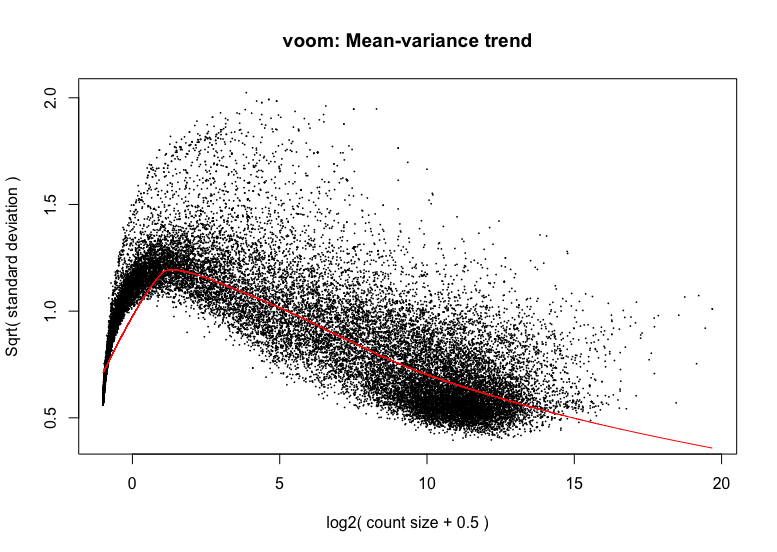 voom: Mean-variance trend
Sqrt( standard deviation )
2.0
1.5
1.0
0.5
0 5 10 15 20
log2( count size + 0.5 )